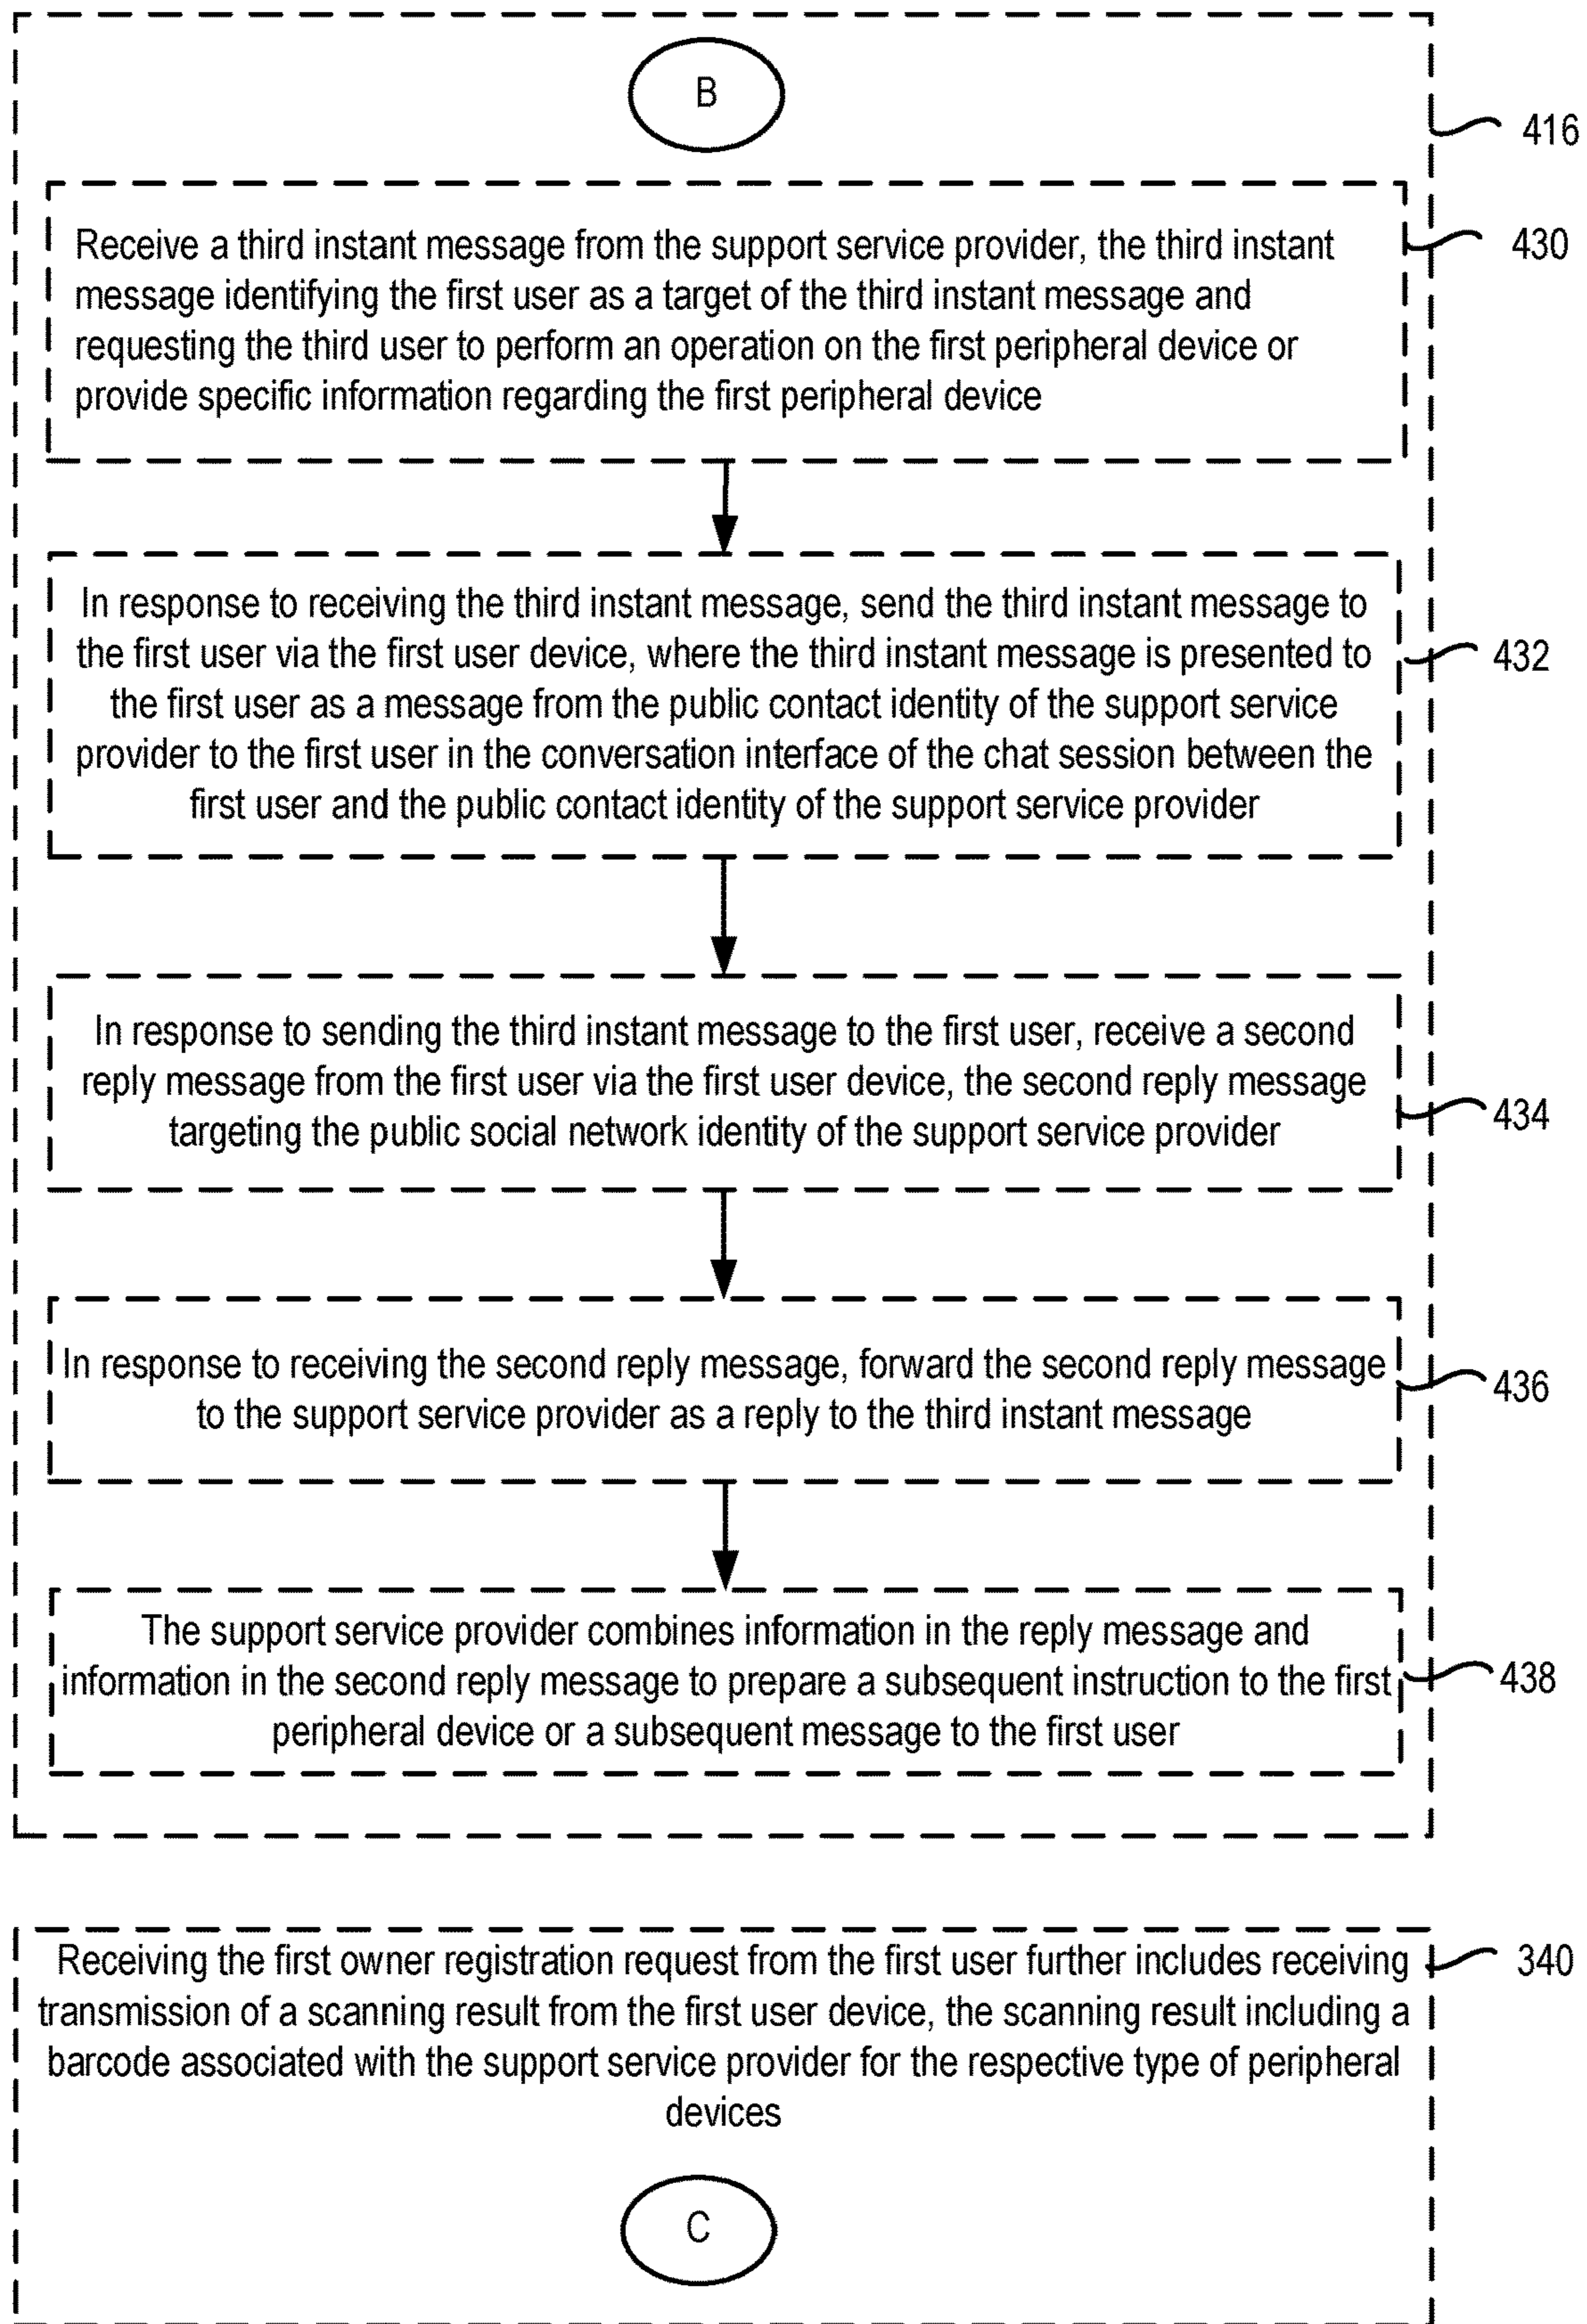 B
416
Receive a third instant message from the support service provider, the third instant
430
message identifying the first user as a target of the third instant message and
requesting the third user to perform an operation on the first peripheral device or
provide specific information regarding the first peripheral device
In response to receiving the third instant message, send the third instant message to
the first user via the first user device, where the third instant message is presented to
432
the first user as a message from the public contact identity of the support service
provider to the first user in the conversation interface of the chat session between the
first user and the public contact identity of the support service provider
In response to sending the third instant message to the first user, receive a second
reply message from the first user via the first user device, the second reply message
434
targeting the public social network identity of the support service provider
In response to receiving the second reply message, forward the second reply message
436
to the support service provider as a reply to the third instant message
The support service provider combines information in the reply message and
information in the second reply message to prepare a subsequent instruction to the first
438
peripheral device or a subsequent message to the first user
Receiving the first owner registration request from the first user further includes receiving
340
transmission of a scanning result from the first user device, the scanning result including a
barcode associated with the support service provider for the respective type of peripheral
devices
C